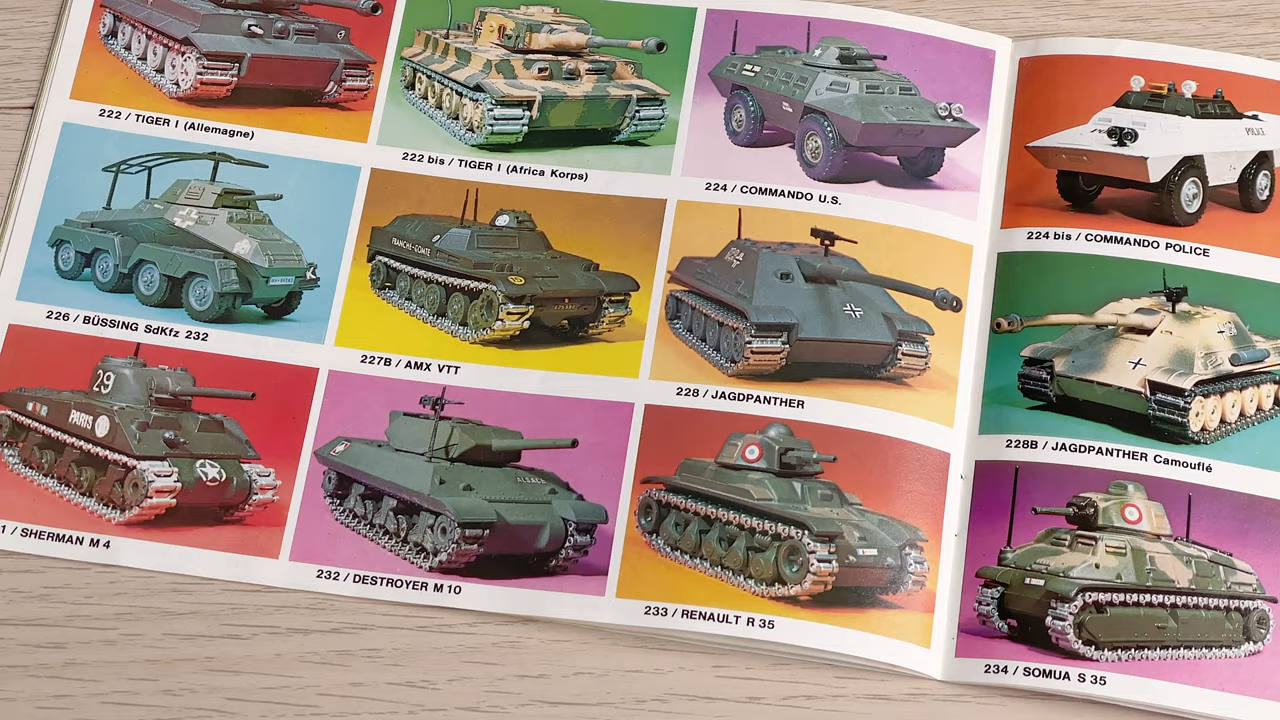 222 / TIGER I (Allemagne)
222 bis / TIGER I (Africa Korps)
224 / COMMANDO U.S.
POLICE
224 bis / COMMANDO POLICE
226 / BÜSSING SdKfz 232
FRANCHE-COMTE
227B / AMX VTT
228 / JAGDPANTHER
228B / JAGDPANTHER Camouflé
29
PARIS
1 / SHERMAN M 4
ALSACE
232 / DESTROYER M 10
233 / RENAULT R 35
234 / SOMUA S 35